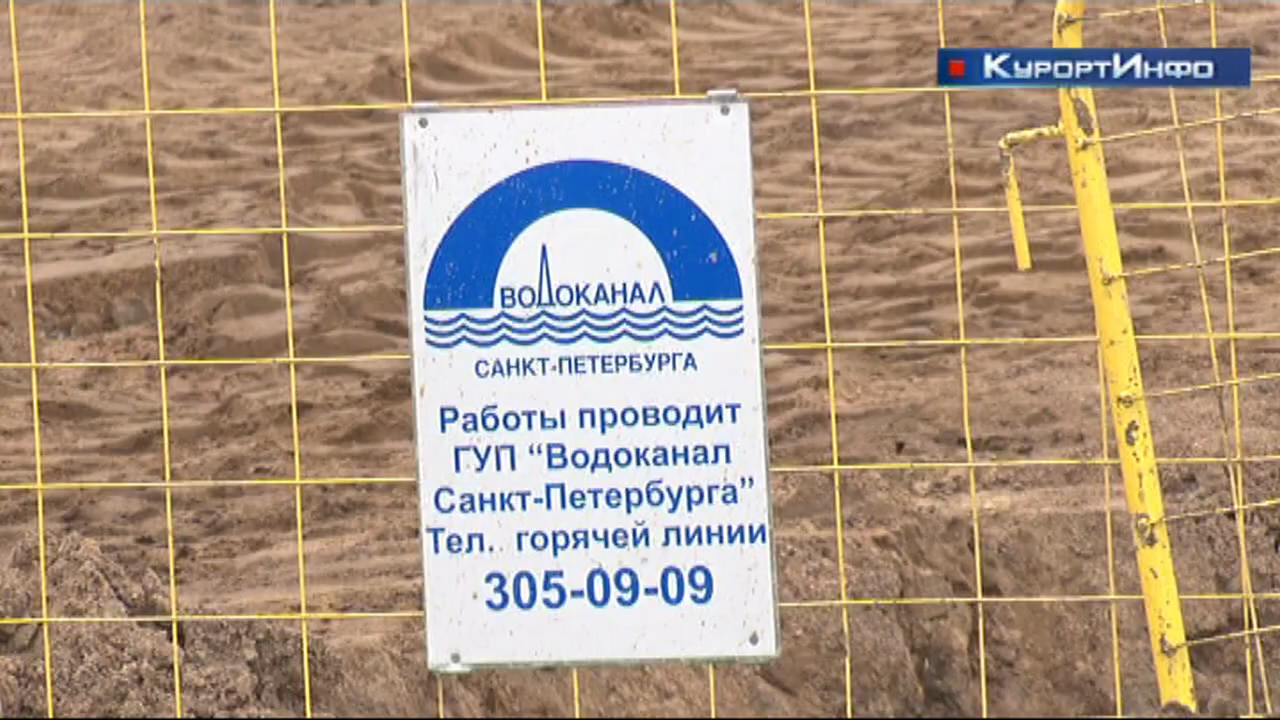 КурортИнфо
ВОДОКАНАЛ
САНКТ-ПЕТЕРБУРГА
Работы проводит
ГУП “Водоканал
Санкт-Петербурга”
Тел. горячей линии
305-09-09